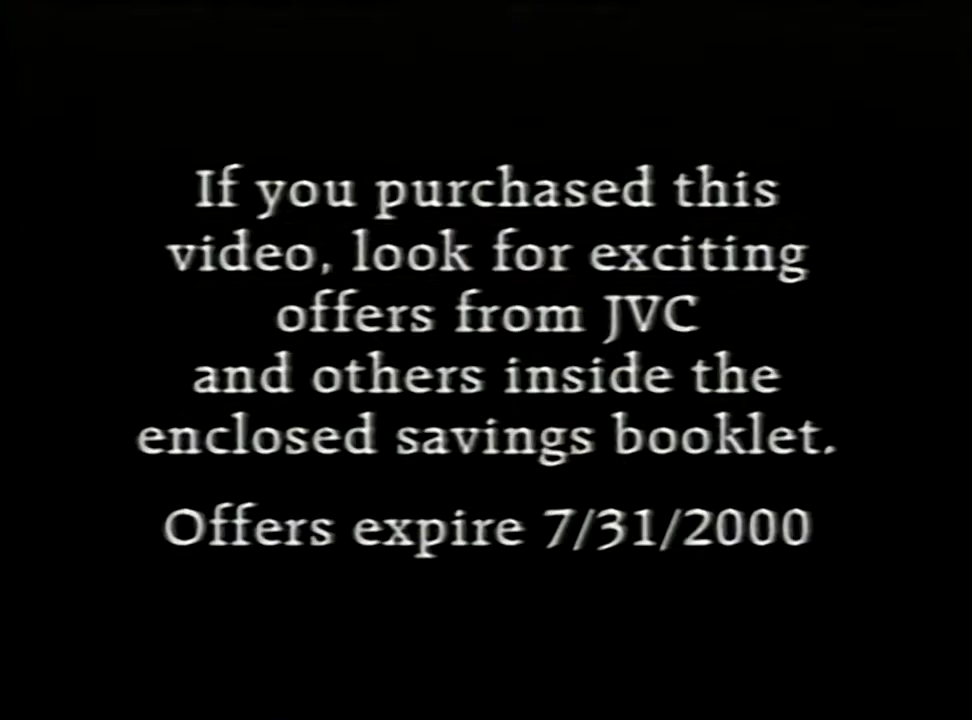 If you purchased this
video, look for exciting
offers from JVC
and others inside the
enclosed savings booklet.
Offers expire 7/31/2000